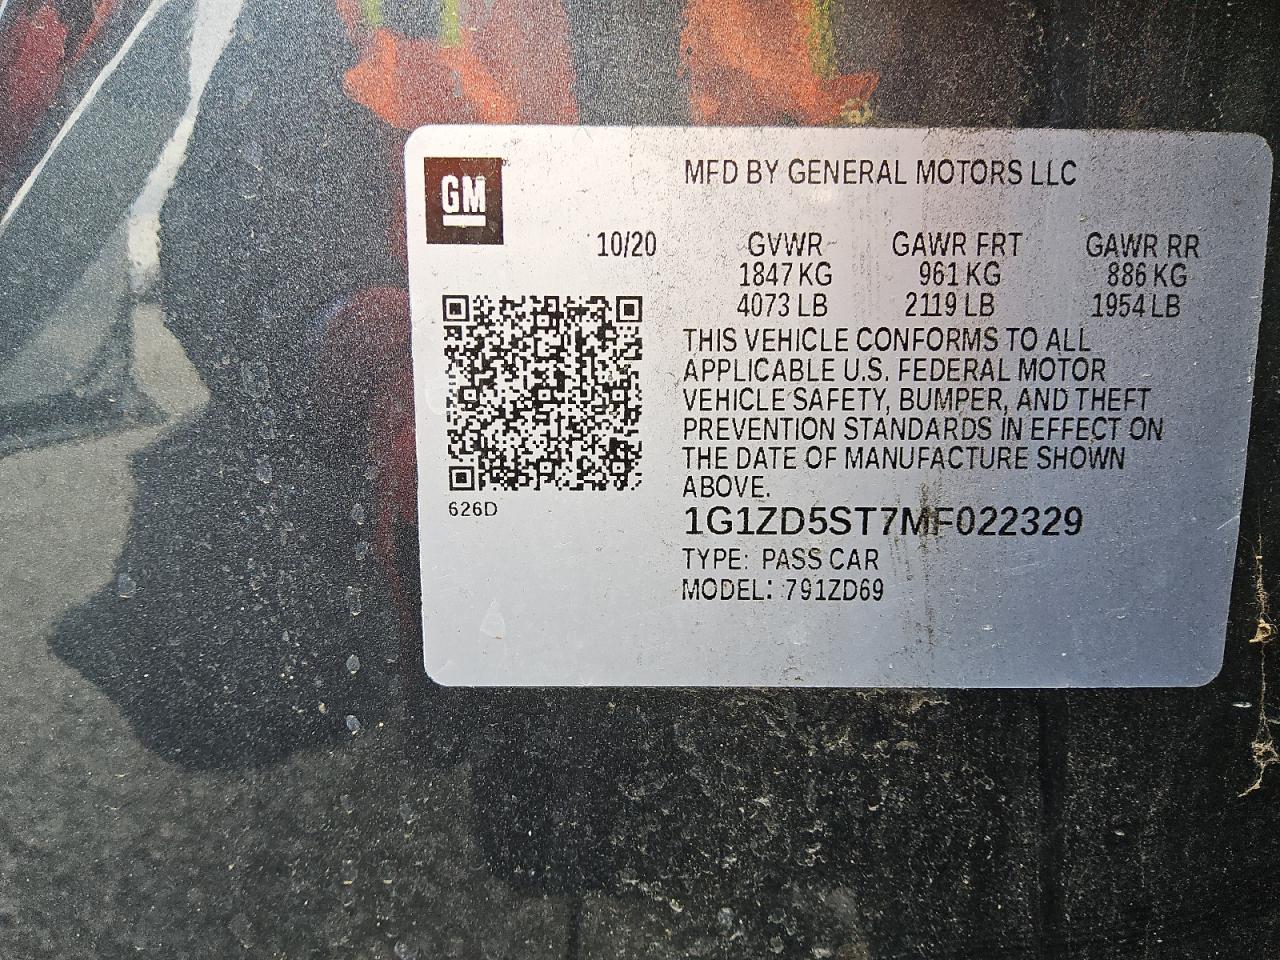 GM
MFD BY GENERAL MOTORS LLC
10/20 GVWR GAWR FRT GAWR RR
1847 KG 961 KG 886 KG
4073 LB 2119 LB 1954 LB
THIS VEHICLE CONFORMS TO ALL
APPLICABLE U.S. FEDERAL MOTOR
VEHICLE SAFETY, BUMPER, AND THEFT
PREVENTION STANDARDS IN EFFECT ON
THE DATE OF MANUFACTURE SHOWN
ABOVE.
626D
1G1ZD5ST7MF022329
TYPE: PASS CAR
MODEL: 791ZD69